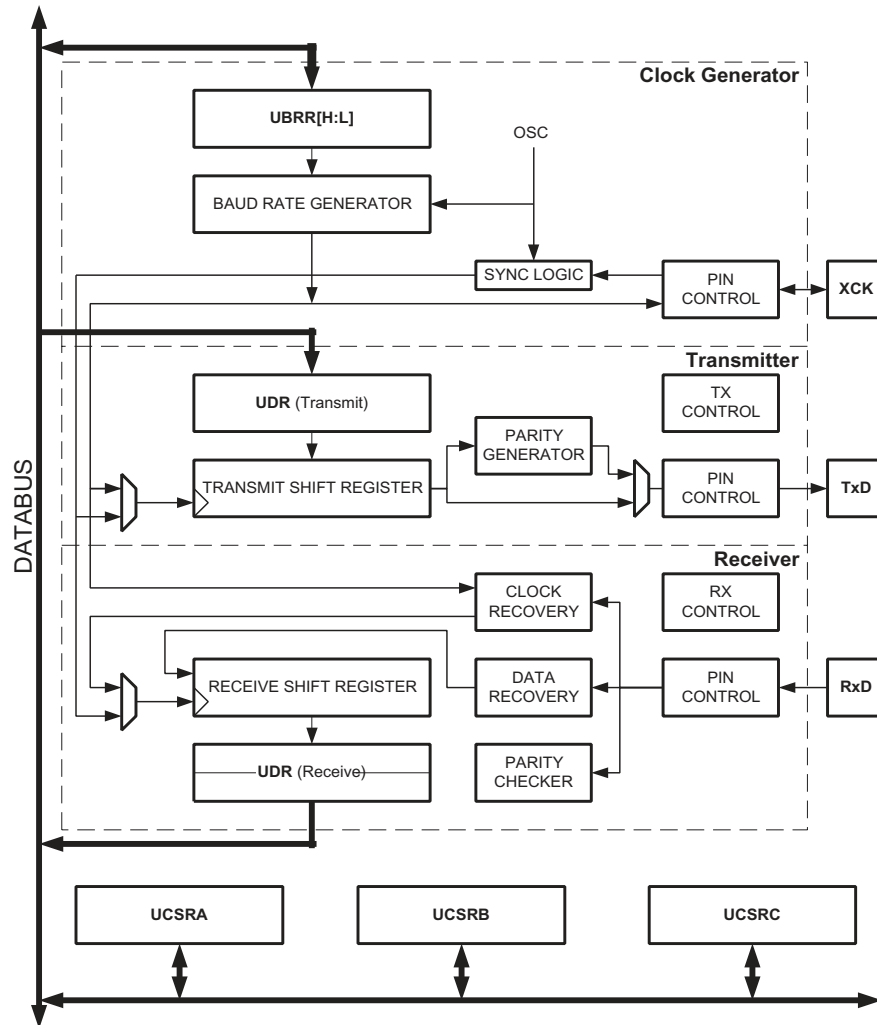 Clock Generator
UBRR[H:L]
OSC
BAUD RATE GENERATOR
SYNC LOGIC
PIN
CONTROL
XCK
Transmitter
UDR (Transmit)
TX
CONTROL
PARITY
GENERATOR
TRANSMIT SHIFT REGISTER
PIN
CONTROL
TxD
DATABUS
Receiver
CLOCK
RECOVERY
RX
CONTROL
RECEIVE SHIFT REGISTER
DATA
RECOVERY
PIN
CONTROL
RxD
UDR (Receive)
PARITY
CHECKER
UCSRA
UCSRB
UCSRC